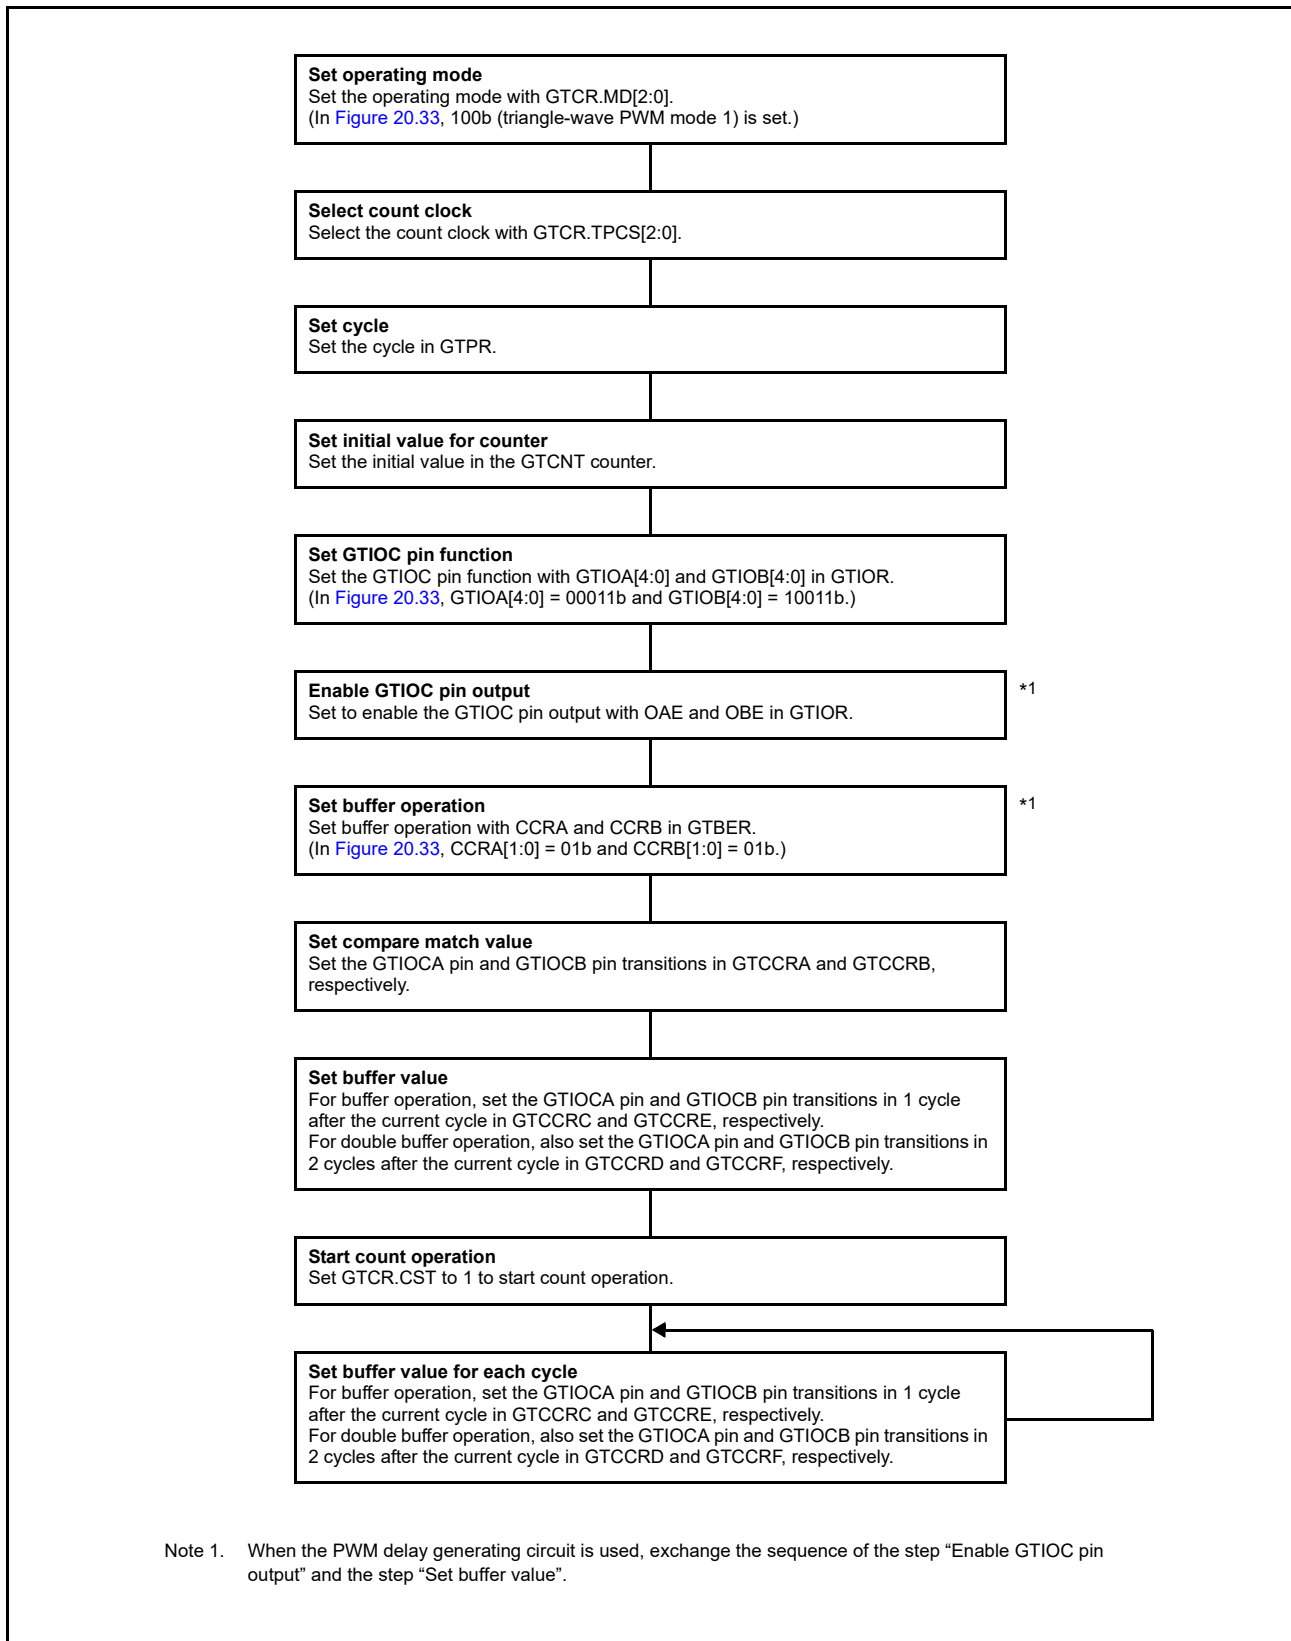 Set operating mode
Set the operating mode with GTCR.MD[2:0].
(In Figure 20.33, 100b (triangle-wave PWM mode 1) is set.)
Select count clock
Select the count clock with GTCR.TPCS[2:0].
Set cycle
Set the cycle in GTPR.
Set initial value for counter
Set the initial value in the GTCNT counter.
Set GTIOC pin function
Set the GTIOC pin function with GTIOA[4:0] and GTIOB[4:0] in GTIOR.
(In Figure 20.33, GTIOA[4:0] = 00011b and GTIOB[4:0] = 10011b.)
Enable GTIOC pin output
*1
Set to enable the GTIOC pin output with OAE and OBE in GTIOR.
Set buffer operation
*1
Set buffer operation with CCRA and CCRB in GTBER.
(In Figure 20.33, CCRA[1:0] = 01b and CCRB[1:0] = 01b.)
Set compare match value
Set the GTIOCA pin and GTIOCB pin transitions in GTCCRA and GTCCRB,
respectively.
Set buffer value
For buffer operation, set the GTIOCA pin and GTIOCB pin transitions in 1 cycle
after the current cycle in GTCCRC and GTCCRE, respectively.
For double buffer operation, also set the GTIOCA pin and GTIOCB pin transitions in
2 cycles after the current cycle in GTCCRD and GTCCRF, respectively.
Start count operation
Set GTCR.CST to 1 to start count operation.
Set buffer value for each cycle
For buffer operation, set the GTIOCA pin and GTIOCB pin transitions in 1 cycle
after the current cycle in GTCCRC and GTCCRE, respectively.
For double buffer operation, also set the GTIOCA pin and GTIOCB pin transitions in
2 cycles after the current cycle in GTCCRD and GTCCRF, respectively.
Note 1. When the PWM delay generating circuit is used, exchange the sequence of the step “Enable GTIOC pin
output” and the step “Set buffer value”.